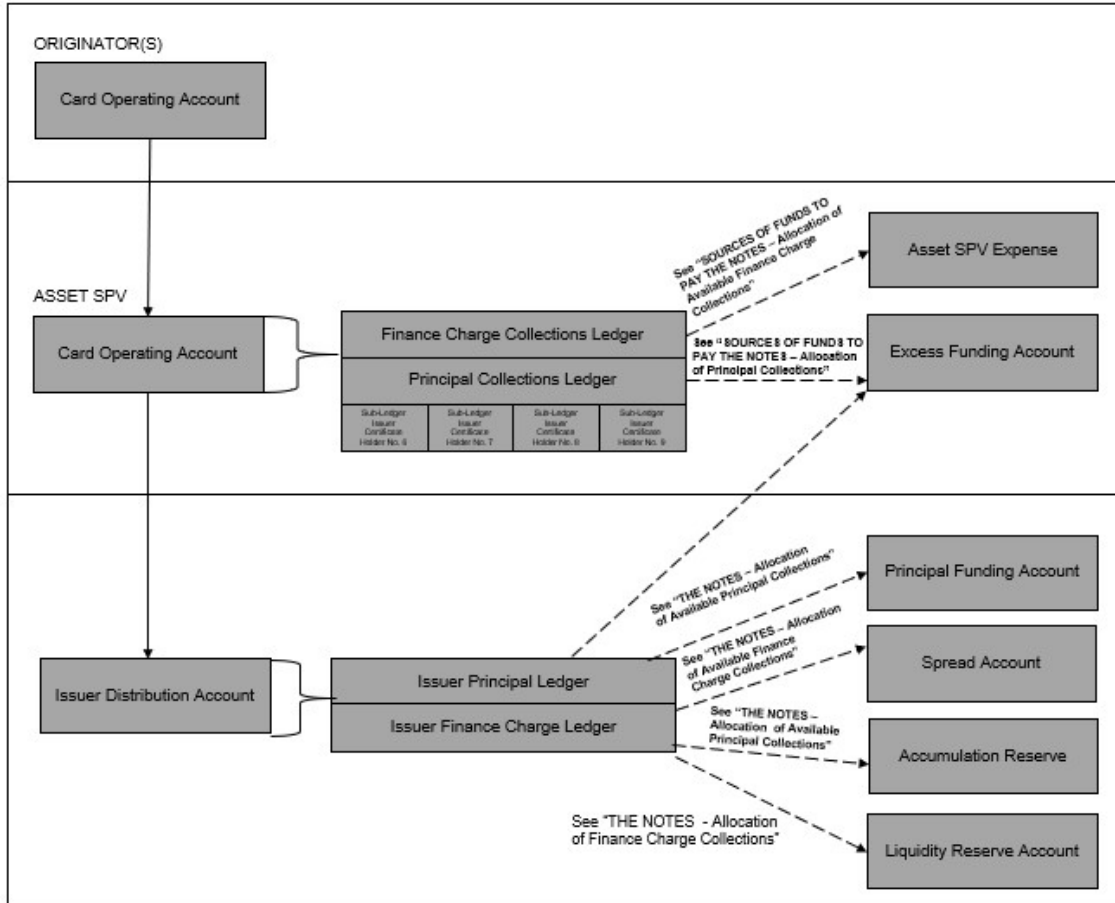 ORIGINATOR(S)
Card Operating Account
ASSET SPV
Card Operating Account
Finance Charge Collections Ledger
Principal Collections Ledger
Sub-Ledger
Issuer
Certificate
Holder No. 6
Sub-Ledger
Issuer
Certificate
Holder No. 7
Sub-Ledger
Issuer
Certificate
Holder No. 8
Sub-Ledger
Issuer
Certificate
Holder No. 9
See "SOURCES OF FUNDS TO
PAY THE NOTES – Allocation of
Available Finance Charge
Collections"
Asset SPV Expense
See "SOURCES OF FUNDS TO
PAY THE NOTES – Allocation
of Principal Collections"
Excess Funding Account
Issuer Distribution Account
Issuer Principal Ledger
Issuer Finance Charge Ledger
See "THE NOTES – Allocation
of Available Principal Collections"
Principal Funding Account
See "THE NOTES – Allocation
of Available Finance
Charge Collections"
Spread Account
See "THE NOTES –
Allocation of Available
Principal Collections"
Accumulation Reserve
See "THE NOTES - Allocation
of Finance Charge Collections"
Liquidity Reserve Account